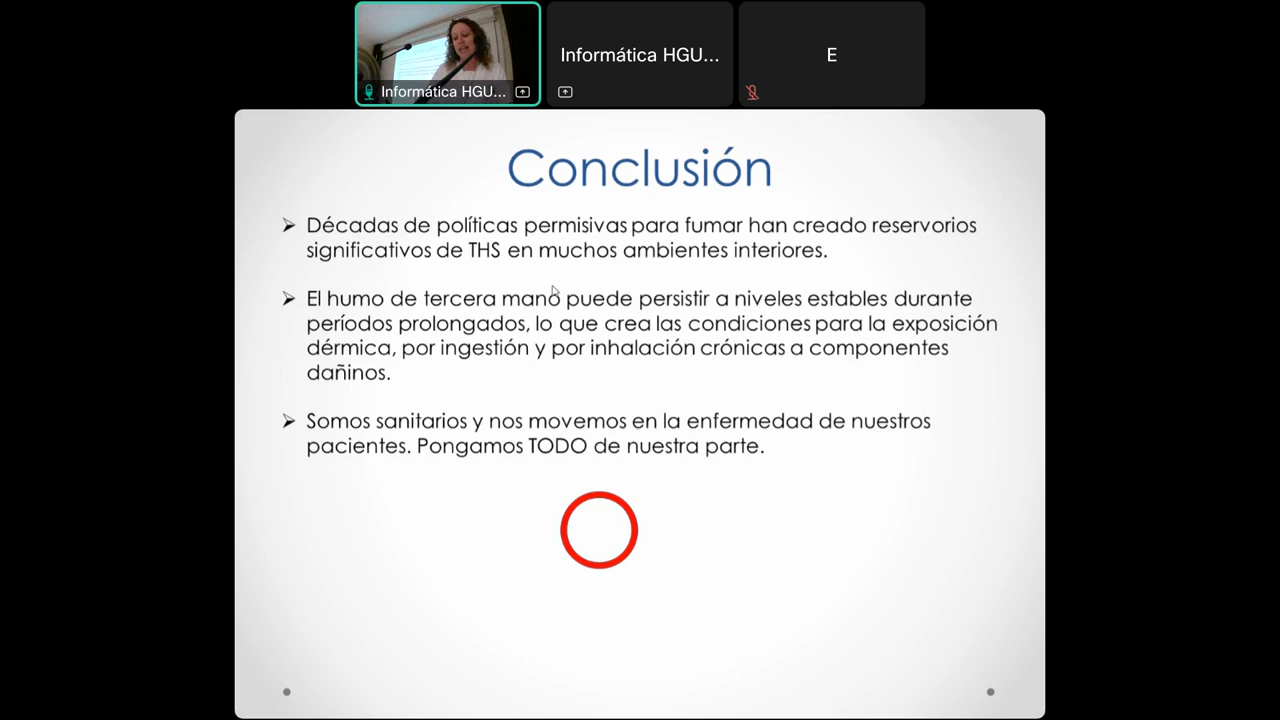 Informática HGU...
Informática HGU...
E
Conclusión
Décadas de políticas permisivas para fumar han creado reservorios
significativos de THS en muchos ambientes interiores.
El humo de tercera mano puede persistir a niveles estables durante
períodos prolongados, lo que crea las condiciones para la exposición
dérmica, por ingestión y por inhalación crónicas a componentes
dañinos.
Somos sanitarios y nos movemos en la enfermedad de nuestros
pacientes. Pongamos TODO de nuestra parte.